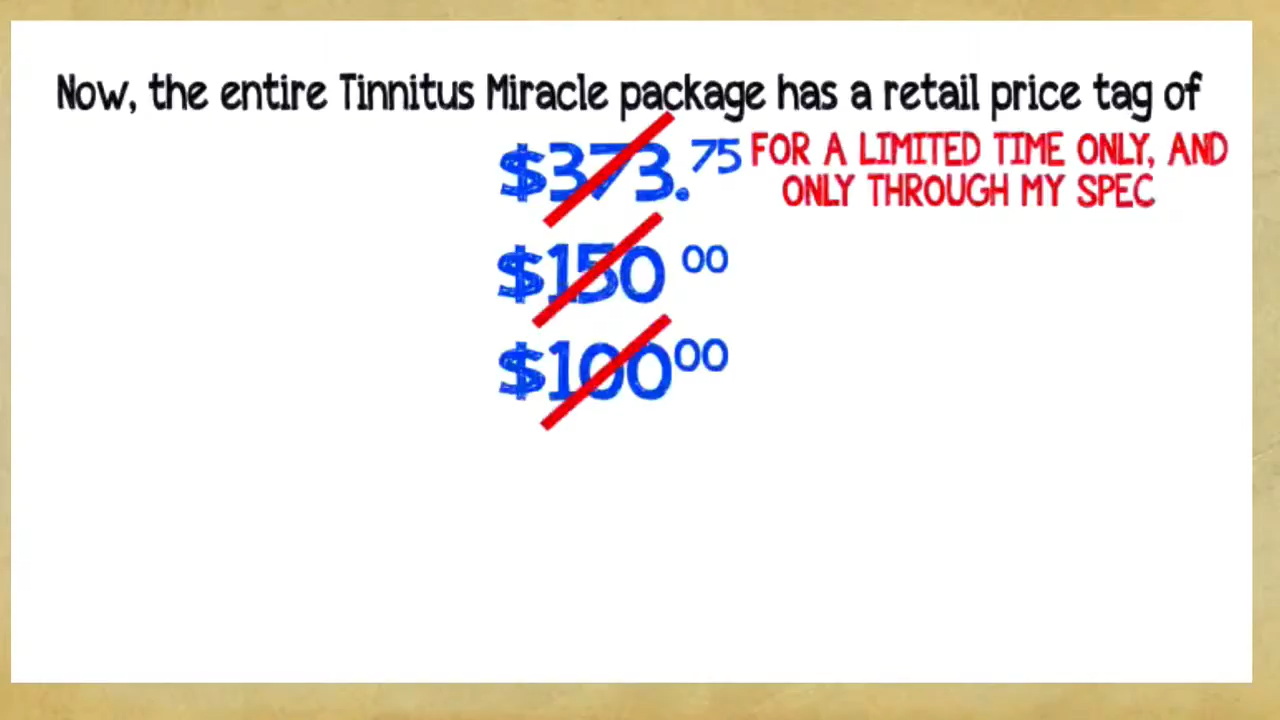 Now, the entire Tinnitus Miracle package has a retail price tag of
$373.75 FOR A LIMITED TIME ONLY, AND
ONLY THROUGH MY SPEC
$150 00
$100 00